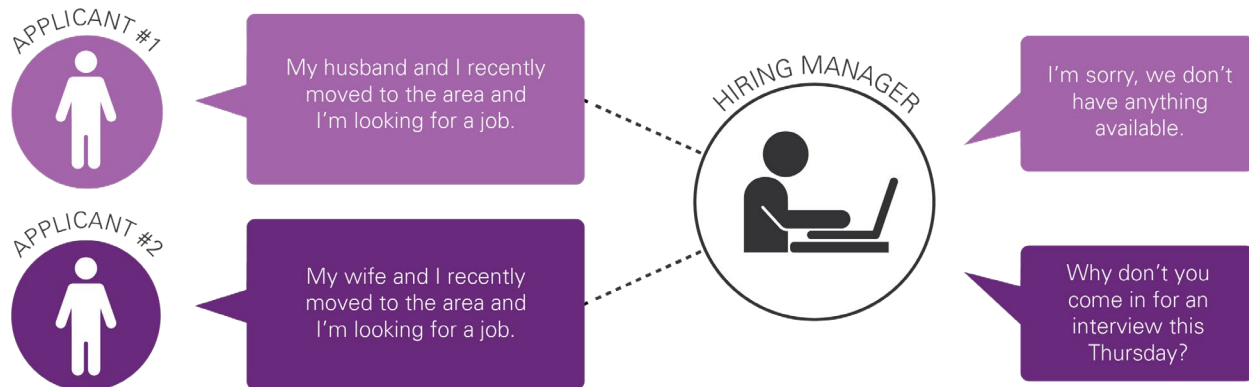 APPLICANT #1
My husband and I recently
moved to the area and
I'm looking for a job.
HIRING MANAGER
I'm sorry, we don't
have anything
available.
APPLICANT #2
My wife and I recently
moved to the area and
I'm looking for a job.
Why don't you
come in for an
interview this
Thursday?